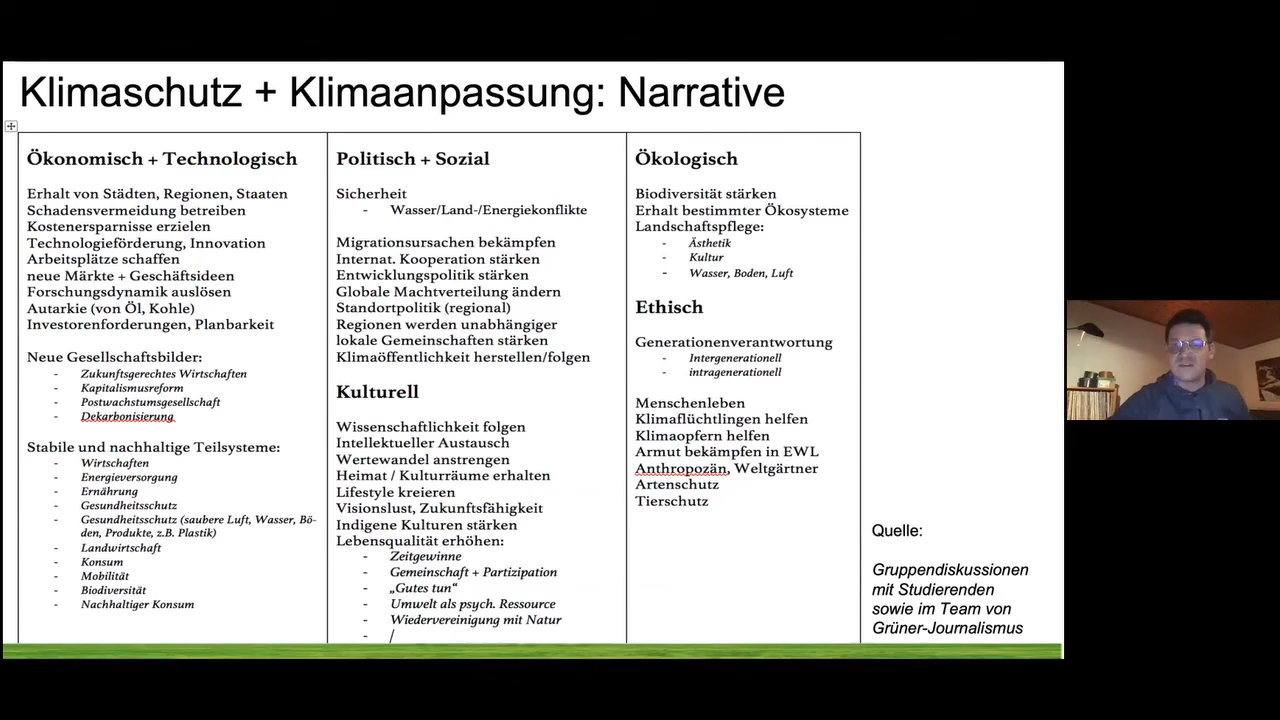 Klimaschutz + Klimaanpassung: Narrative
Ökonomisch + Technologisch
Erhalt von Städten, Regionen, Staaten
Schadensvermeidung betreiben
Kostenersparnisse erzielen
Technologieförderung, Innovation
Arbeitsplätze schaffen
neue Märkte + Geschäftsideen
Forschungsdynamik auslösen
Autarkie (von Öl, Kohle)
Investorenforderungen, Planbarkeit
Neue Gesellschaftsbilder:
- Zukunftsgerechtes Wirtschaften
- Kapitalismusreform
- Postwachstumsgesellschaft
- Dekarbonisierung
Stabile und nachhaltige Teilsysteme:
- Wirtschaften
- Energieversorgung
- Ernährung
- Gesundheitsschutz
- Gesundheitsschutz (saubere Luft, Wasser, Bö-
den, Produkte, z.B. Plastik)
- Landwirtschaft
- Konsum
- Mobilität
- Biodiversität
- Nachhaltiger Konsum
Politisch + Sozial
Sicherheit
- Wasser/Land-/Energiekonflikte
Migrationsursachen bekämpfen
Internat. Kooperation stärken
Entwicklungspolitik stärken
Globale Machtverteilung ändern
Standortpolitik (regional)
Regionen werden unabhängiger
lokale Gemeinschaften stärken
Klimaöffentlichkeit herstellen/folgen
Kulturell
Wissenschaftlichkeit folgen
Intellektueller Austausch
Wertewandel anstrengen
Heimat / Kulturräume erhalten
Lifestyle kreieren
Visionslust, Zukunftsfähigkeit
Indigene Kulturen stärken
Lebensqualität erhöhen:
- Zeitgewinne
- Gemeinschaft + Partizipation
- „Gutes tun“
- Umwelt als psych. Ressource
- Wiedervereinigung mit Natur
- /
Ökologisch
Biodiversität stärken
Erhalt bestimmter Ökosysteme
Landschaftspflege:
- Ästhetik
- Kultur
- Wasser, Boden, Luft
Ethisch
Generationenverantwortung
- Intergenerationell
- intragenerationell
Menschenleben
Klimaflüchtlingen helfen
Klimaopfern helfen
Armut bekämpfen in EWL
Anthropozän, Weltgärtner
Artenschutz
Tierschutz
Quelle:
Gruppendiskussionen
mit Studierenden
sowie im Team von
Grüner-Journalismus